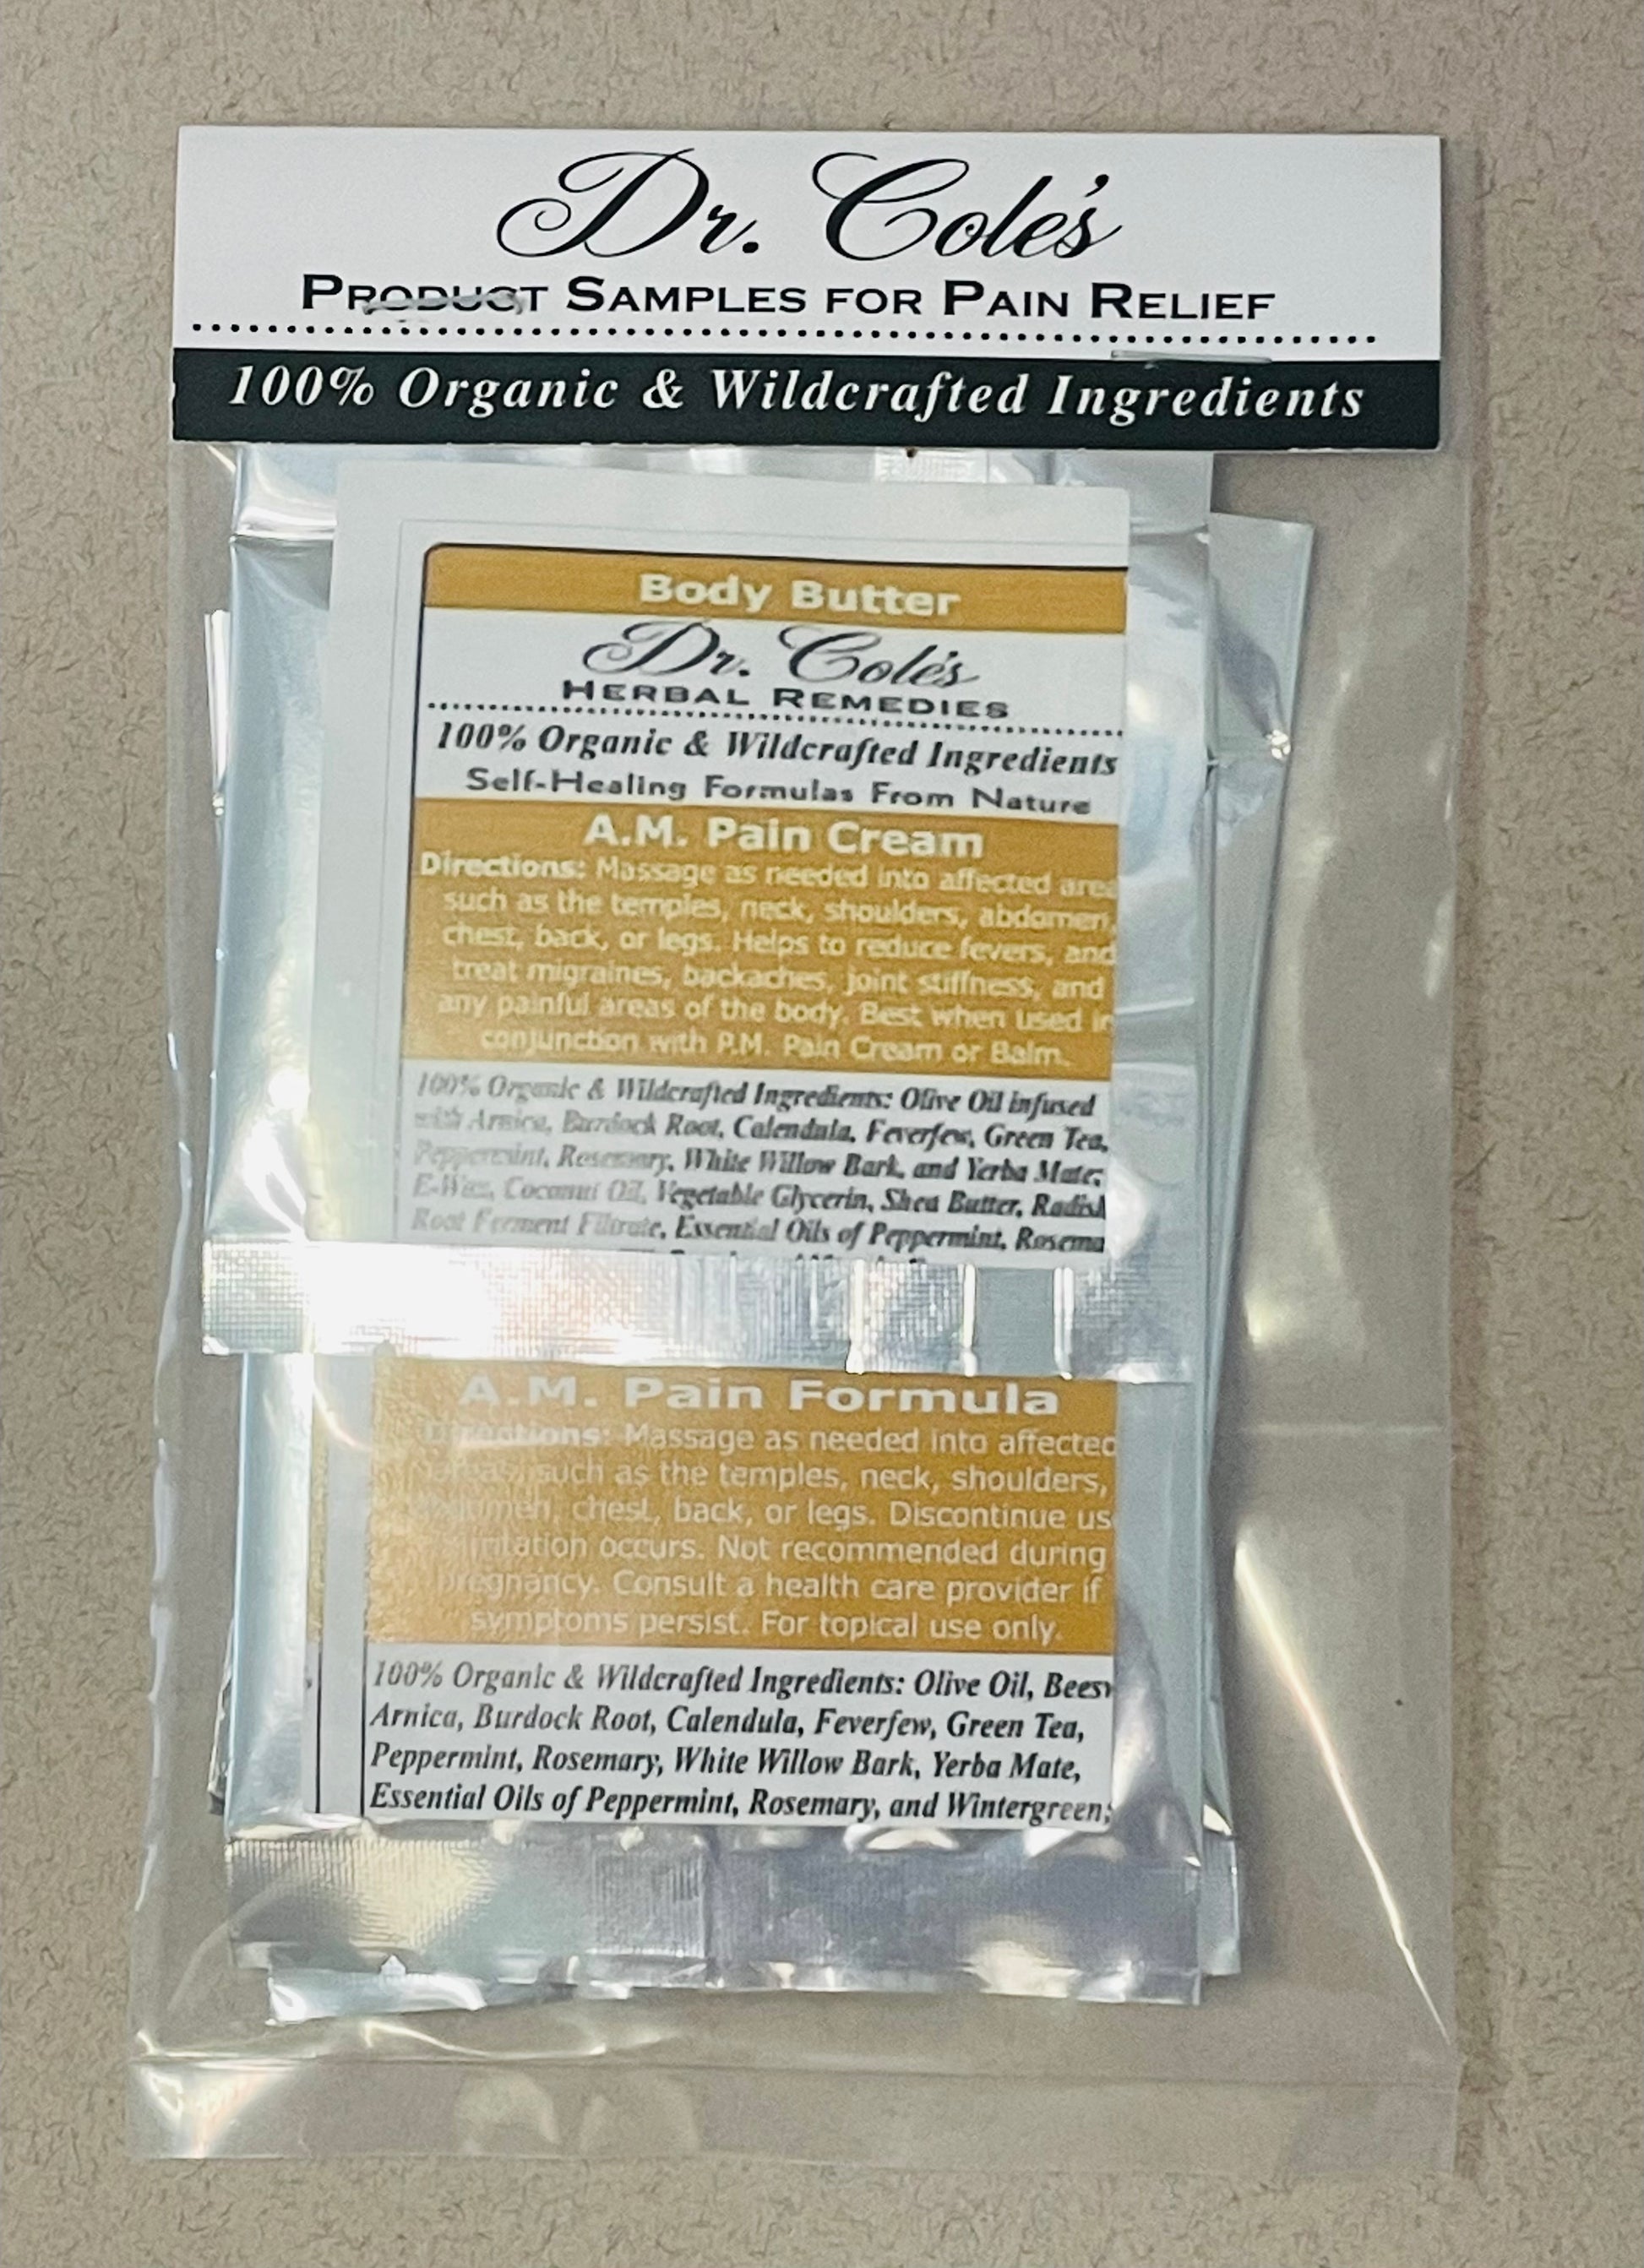 Dr. Cole's
Product Samples for Pain Relief
100% Organic & Wildcrafted Ingredients
Body Butter
Dr. Cole's
Herbal Remedies
100% Organic & Wildcrafted Ingredients
Self-Healing Formulas From Nature
A.M. Pain Cream
Directions: Massage as needed into affected area
such as the temples, neck, shoulders, abdomen,
chest, back, or legs. Helps to reduce fevers, and
treat migraines, backaches, joint stiffness, and
any painful areas of the body. Best when used in
conjunction with P.M. Pain Cream or Balm.
100% Organic & Wildcrafted Ingredients: Olive Oil infused
with Arnica, Burdock Root, Calendula, Feverfew, Green Tea,
Peppermint, Rosemary, White Willow Bark, and Yerba Mate;
E-Wax, Coconut Oil, Vegetable Glycerin, Shea Butter, Radish
Root Ferment Filtrate, Essential Oils of Peppermint, Rosema
A.M. Pain Formula
Directions: Massage as needed into affected
such as the temples, neck, shoulders,
chest, back, or legs. Discontinue us
occurs. Not recommended during
pregnancy. Consult a health care provider if
symptoms persist. For topical use only.
100% Organic & Wildcrafted Ingredients: Olive Oil, Beesw
Arnica, Burdock Root, Calendula, Feverfew, Green Tea,
Peppermint, Rosemary, White Willow Bark, Yerba Mate,
Essential Oils of Peppermint, Rosemary, and Wintergreen;